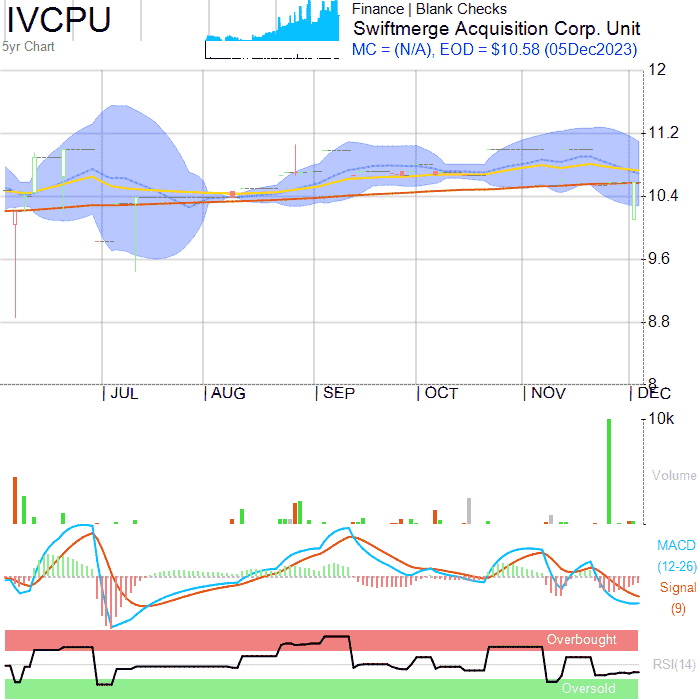 IVCPU
5yr Chart
Finance | Blank Checks
Swiftmerge Acquisition Corp. Unit
MC = (N/A), EOD = $10.58 (05Dec2023)
12
11.2
10.4
9.6
8.8
8
JUL AUG SEP OCT NOV DEC
10k
Volume
MACD
(12-26)
Signal
(9)
Overbought
RSI(14)
Oversold